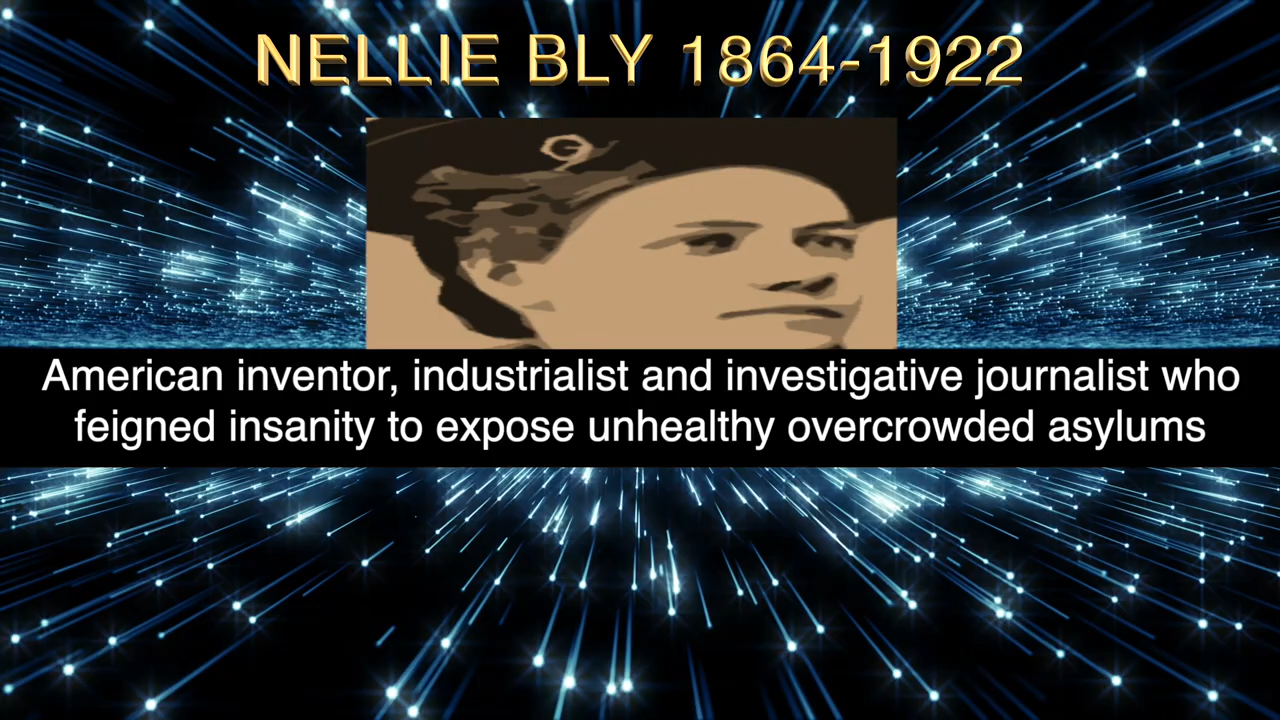 NELLIE BLY 1864-1922
American inventor, industrialist and investigative journalist who
feigned insanity to expose unhealthy overcrowded asylums